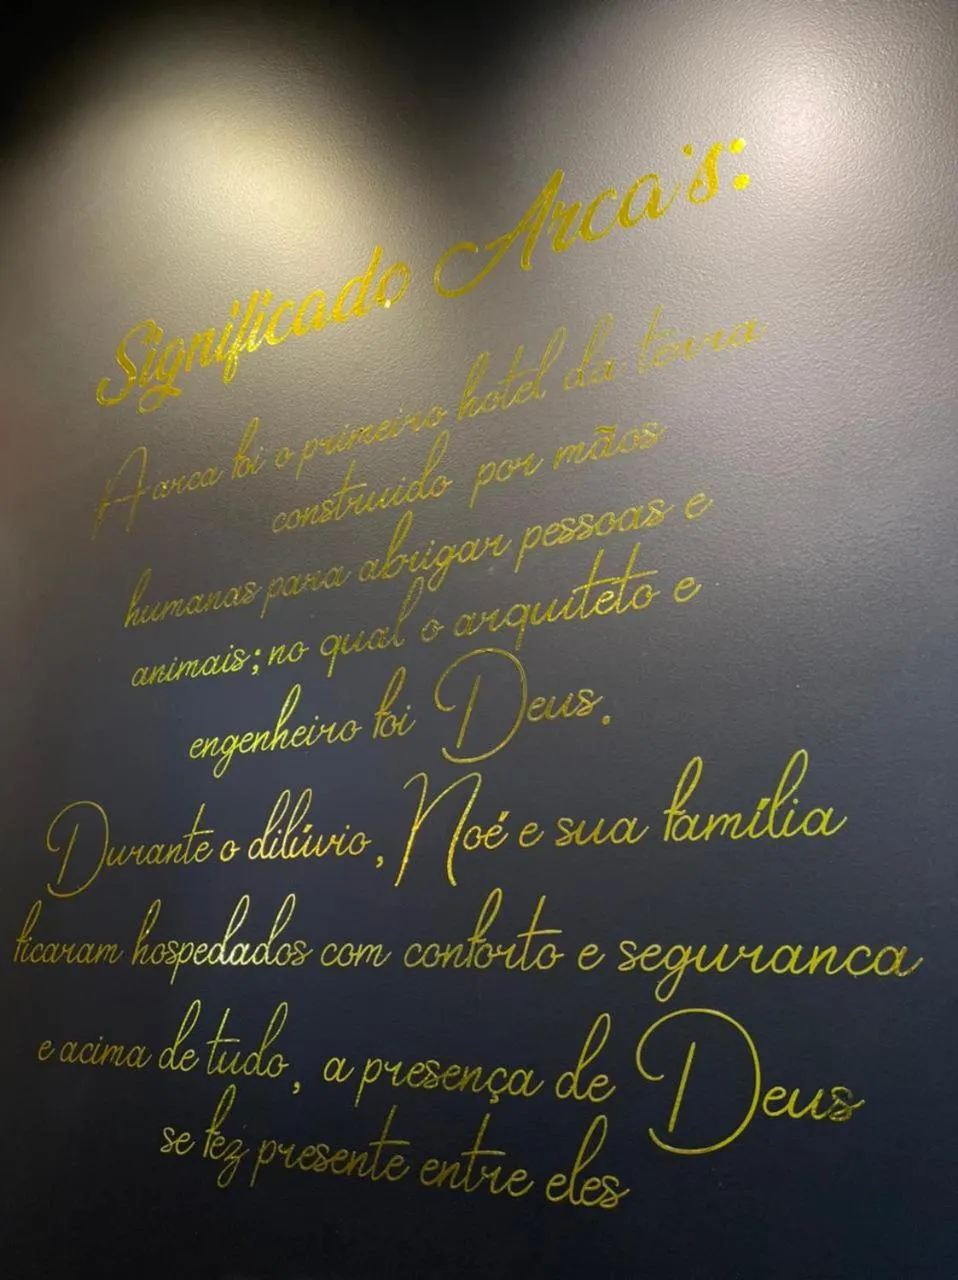 Significado Arca's:
A arca foi o primeiro hotel da terra
construido por mãos
humanas para abrigar pessoas e
animais; no qual o arquiteto e
engenheiro foi Deus.
Durante o dilúvio, Noé e sua família
ficaram hospedados com conforto e seguranca
e acima de tudo, a presença de Deus
se fez presente entre eles